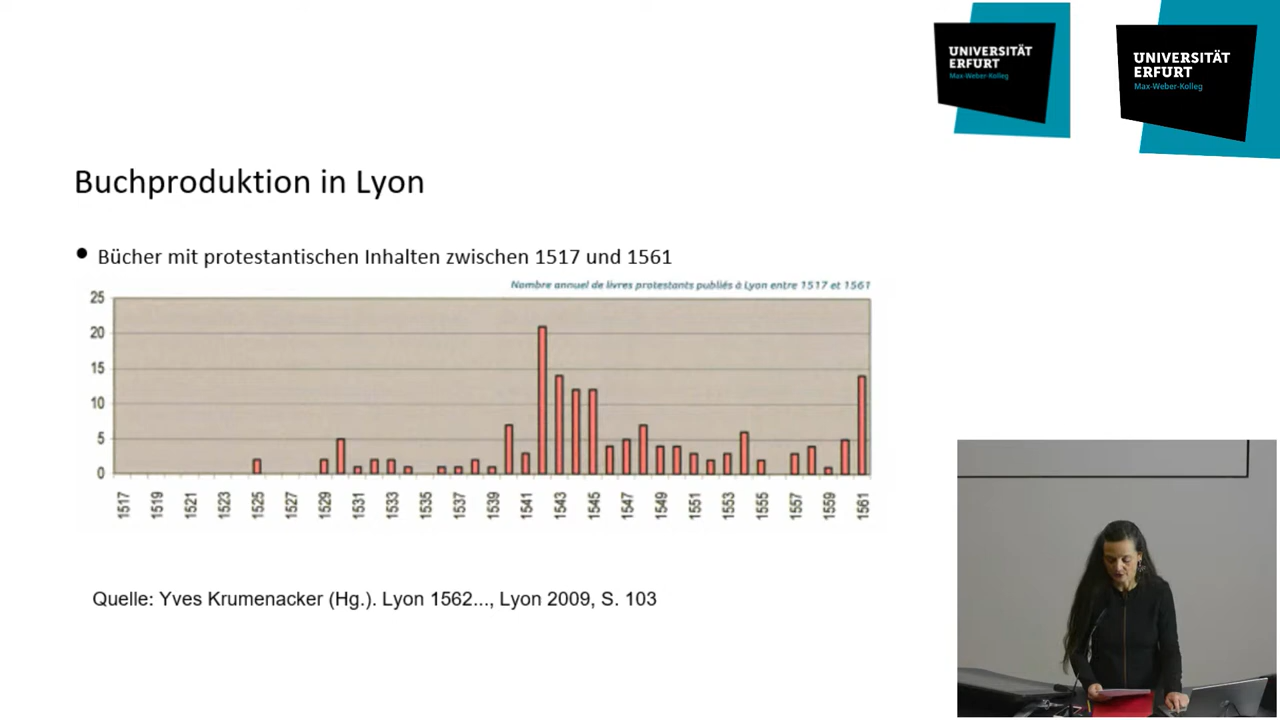 UNIVERSITÄT
ERFURT
Max-Weber-Kolleg
UNIVERSITÄT
ERFURT
Max-Weber-Kolleg
Buchproduktion in Lyon
Bücher mit protestantischen Inhalten zwischen 1517 und 1561
Nombre annuel de livres protestants publiés à Lyon entre 1517 et 1561
25
20
15
10
5
0
1517 1519 1521 1523 1525 1527 1529 1531 1533 1535 1537 1539 1541 1543 1545 1547 1549 1551 1553 1555 1557 1559 1561
Quelle: Yves Krumenacker (Hg.). Lyon 1562..., Lyon 2009, S. 103